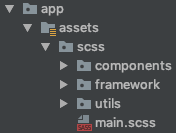 app
assets
scss
components
framework
utils
main.scss